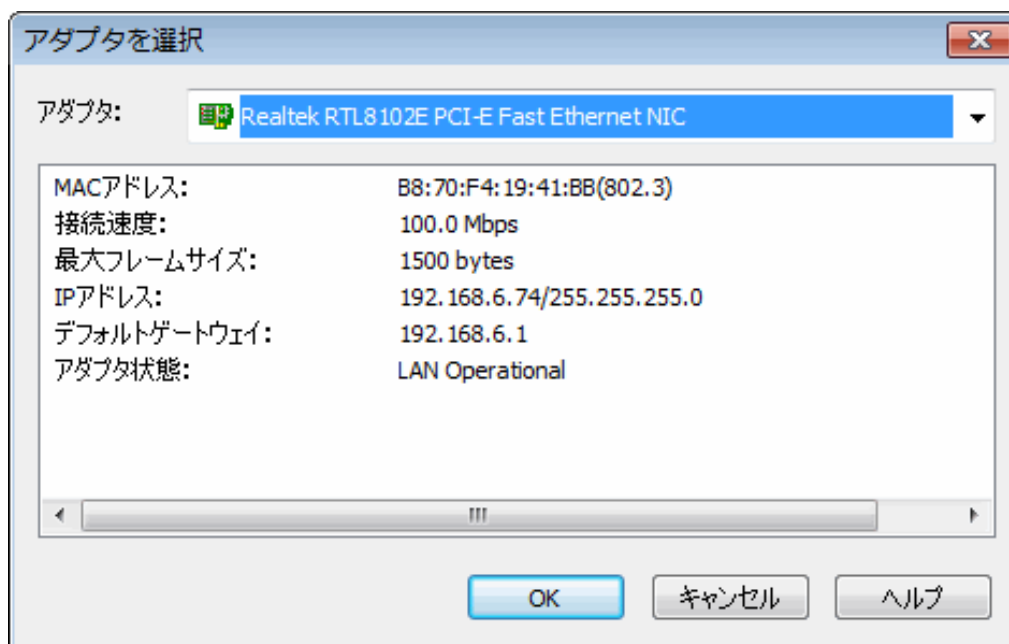 アダプタを選択
アダプタ: Realtek RTL8102E PCI-E Fast Ethernet NIC
MACアドレス: B8:70:F4:19:41:BB(802.3)
接続速度: 100.0 Mbps
最大フレームサイズ: 1500 bytes
IPアドレス: 192.168.6.74/255.255.255.0
デフォルトゲートウェイ: 192.168.6.1
アダプタ状態: LAN Operational
OK キャンセル ヘルプ